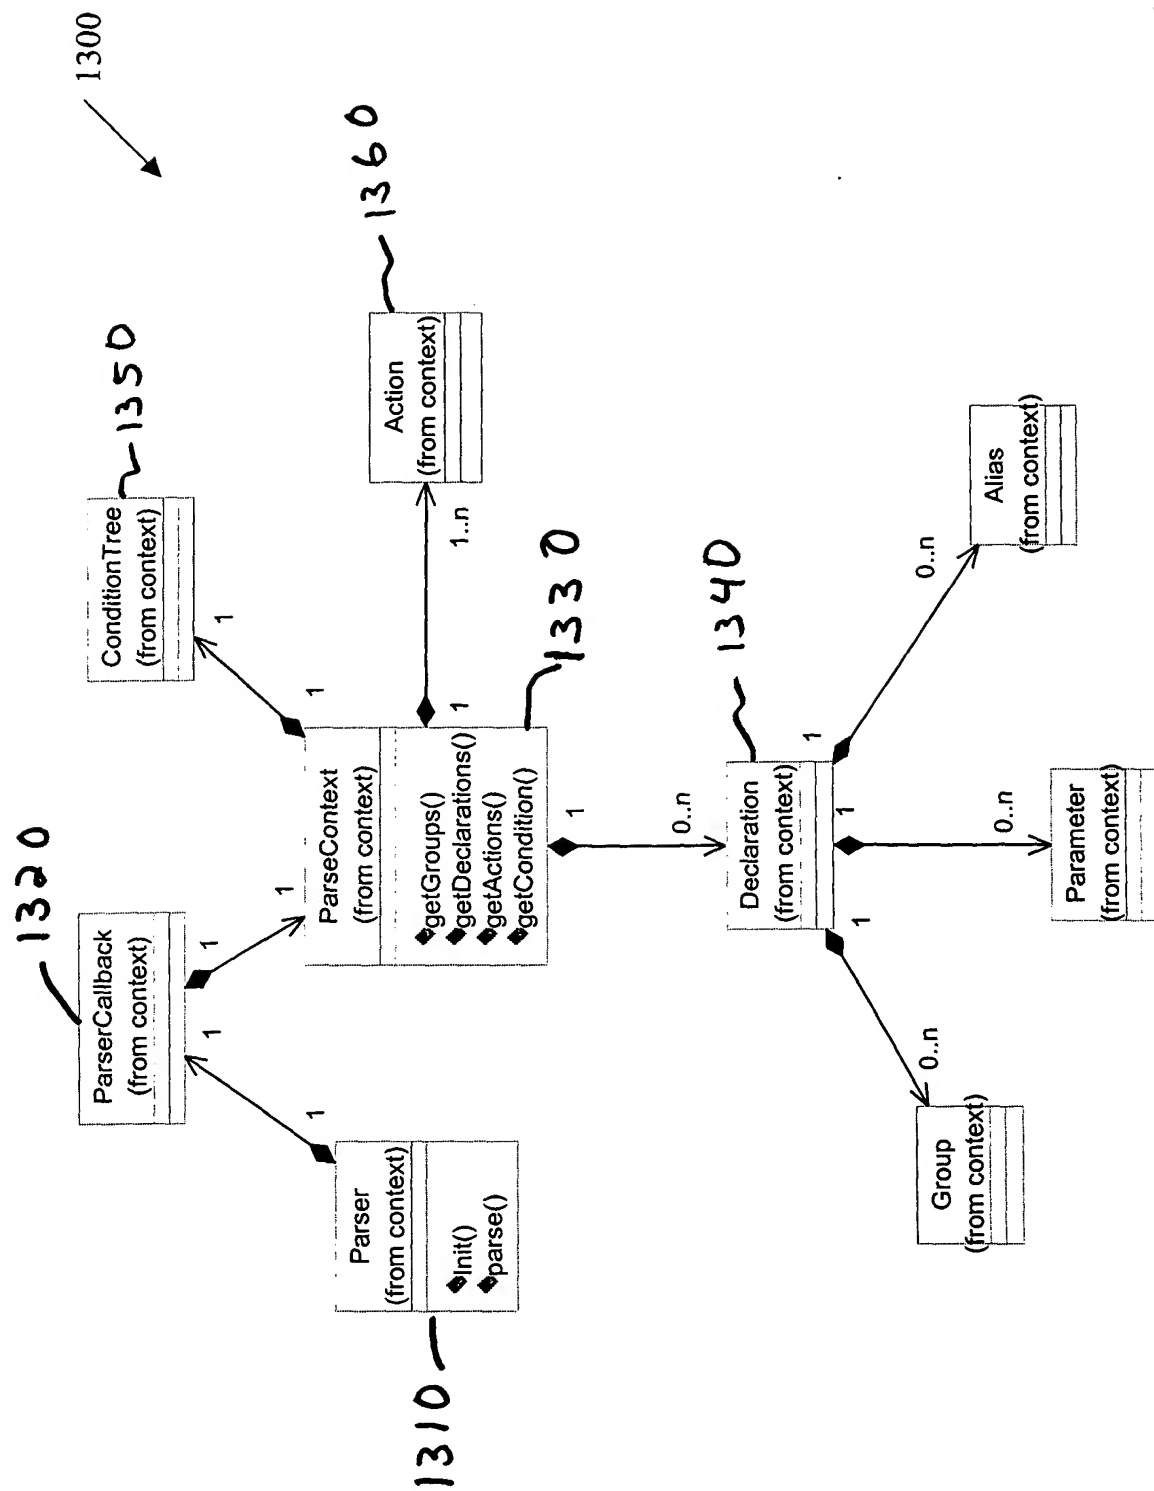 1300
1320
ParserCallback
(from context)
1
1
1310
Parser
(from context)
Init()
parse()
1
1
ParseContext
(from context)
getGroups()
getDeclarations()
getActions()
getCondition()
1330
1
1
ConditionTree
(from context)
1350
1
1..n
Action
(from context)
1360
1
0..n
Declaration
(from context)
1340
1
0..n
Group
(from context)
1
0..n
Parameter
(from context)
1
0..n
Alias
(from context)